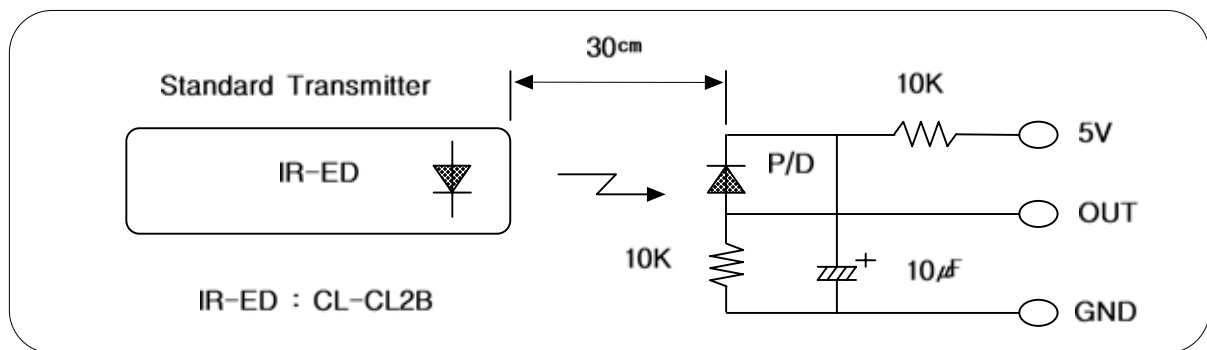 30㎝
Standard Transmitter
10K
5V
IR-ED
P/D
OUT
10K
+
10㎌
GND
IR-ED : CL-CL2B